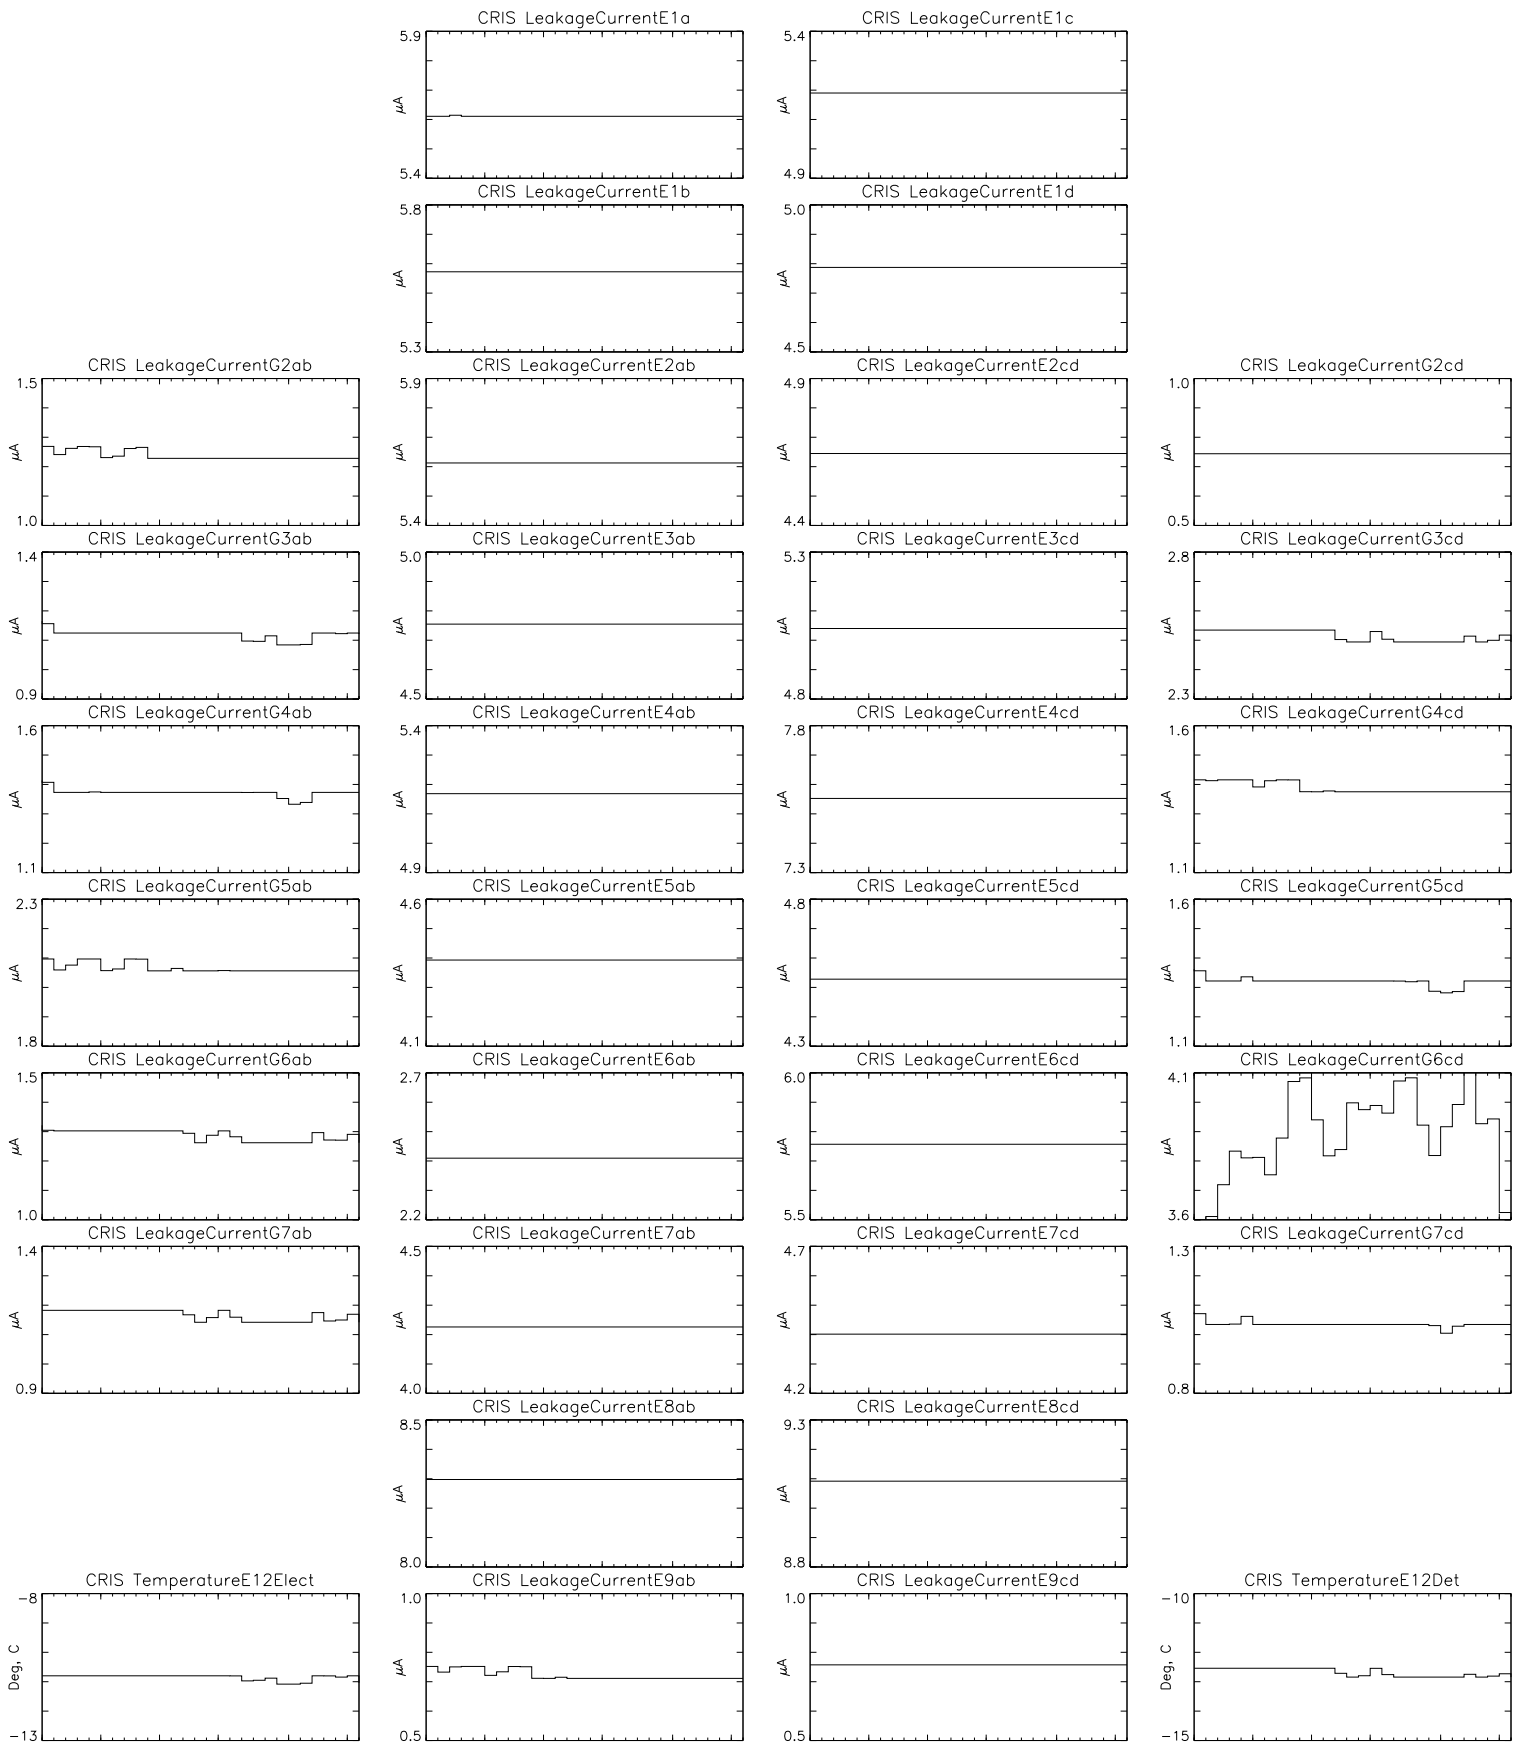 CRIS LeakageCurrentE1a
5.9
μA
5.4
CRIS LeakageCurrentE1c
5.4
μA
4.9
CRIS LeakageCurrentE1b
5.8
μA
5.3
CRIS LeakageCurrentE1d
5.0
μA
4.5
CRIS LeakageCurrentG2ab
1.5
μA
1.0
CRIS LeakageCurrentE2ab
5.9
μA
5.4
CRIS LeakageCurrentE2cd
4.9
μA
4.4
CRIS LeakageCurrentG2cd
1.0
μA
0.5
CRIS LeakageCurrentG3ab
1.4
μA
0.9
CRIS LeakageCurrentE3ab
5.0
μA
4.5
CRIS LeakageCurrentE3cd
5.3
μA
4.8
CRIS LeakageCurrentG3cd
2.8
μA
2.3
CRIS LeakageCurrentG4ab
1.6
μA
1.1
CRIS LeakageCurrentE4ab
5.4
μA
4.9
CRIS LeakageCurrentE4cd
7.8
μA
7.3
CRIS LeakageCurrentG4cd
1.6
μA
1.1
CRIS LeakageCurrentG5ab
2.3
μA
1.8
CRIS LeakageCurrentE5ab
4.6
μA
4.1
CRIS LeakageCurrentE5cd
4.8
μA
4.3
CRIS LeakageCurrentG5cd
1.6
μA
1.1
CRIS LeakageCurrentG6ab
1.5
μA
1.0
CRIS LeakageCurrentE6ab
2.7
μA
2.2
CRIS LeakageCurrentE6cd
6.0
μA
5.5
CRIS LeakageCurrentG6cd
4.1
μA
3.6
CRIS LeakageCurrentG7ab
1.4
μA
0.9
CRIS LeakageCurrentE7ab
4.5
μA
4.0
CRIS LeakageCurrentE7cd
4.7
μA
4.2
CRIS LeakageCurrentG7cd
1.3
μA
0.8
CRIS LeakageCurrentE8ab
8.5
μA
8.0
CRIS LeakageCurrentE8cd
9.3
μA
8.8
CRIS TemperatureE12Elect
-8
Deg, C
-13
CRIS LeakageCurrentE9ab
1.0
μA
0.5
CRIS LeakageCurrentE9cd
1.0
μA
0.5
CRIS TemperatureE12Det
-10
Deg, C
-15